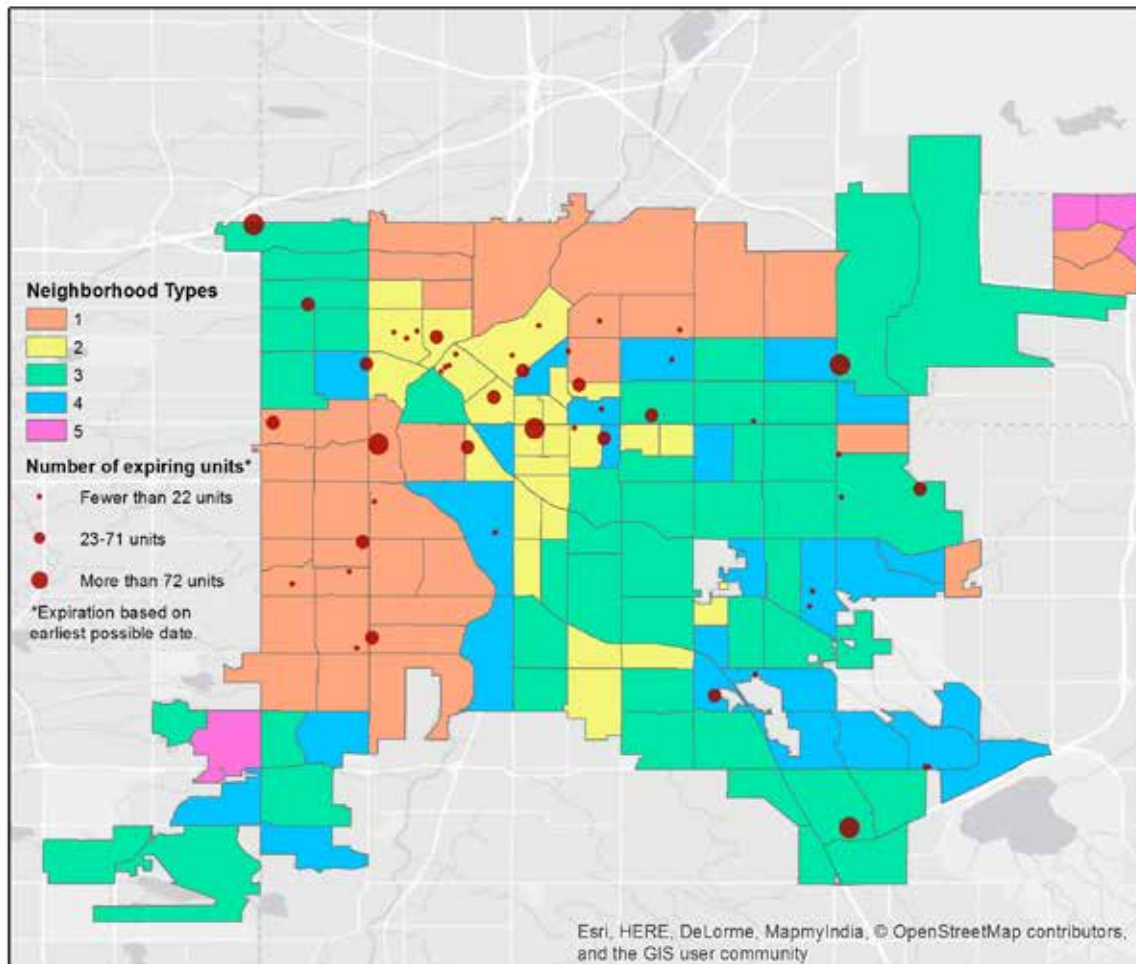 Neighborhood Types
1
2
3
4
5
Number of expiring units*
Fewer than 22 units
23-71 units
More than 72 units
*Expiration based on
earliest possible date.
Esri, HERE, DeLorme, MapmyIndia, © OpenStreetMap contributors,
and the GIS user community